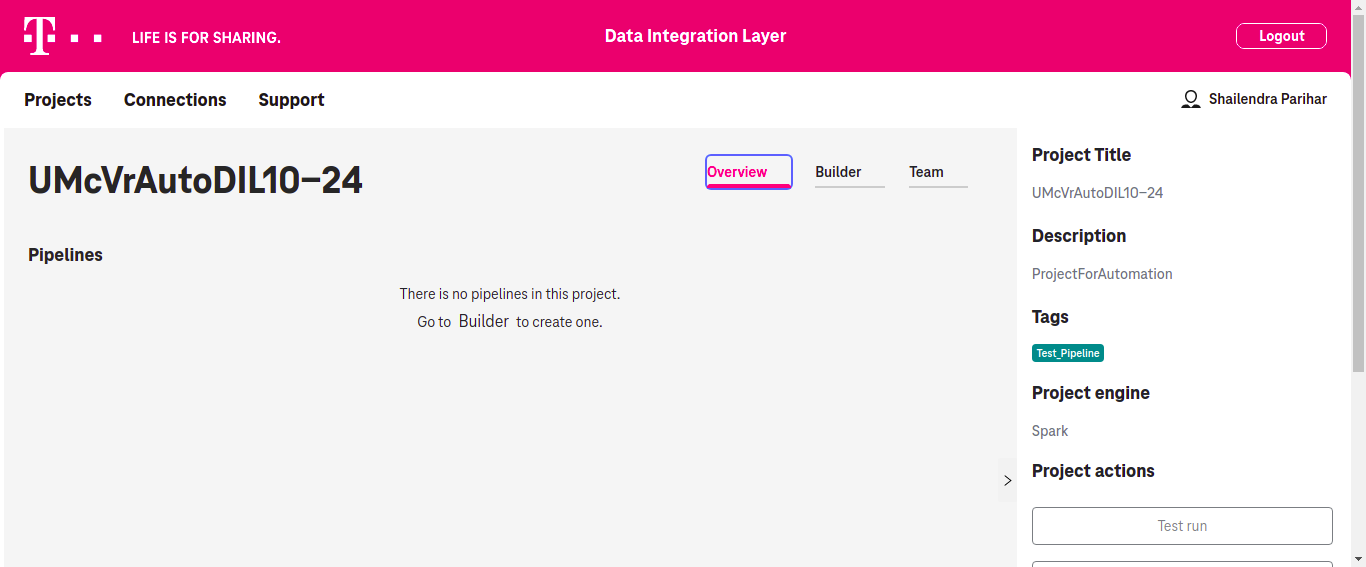 T
LIFE IS FOR SHARING.
Data Integration Layer
Logout
Projects
Connections
Support
Shailendra Parihar
UMcVrAutoDIL10–24
Overview
Builder
Team
Pipelines
There is no pipelines in this project.
Go to Builder to create one.
Project Title
UMcVrAutoDIL10–24
Description
ProjectForAutomation
Tags
Test_Pipeline
Project engine
Spark
Project actions
Test run